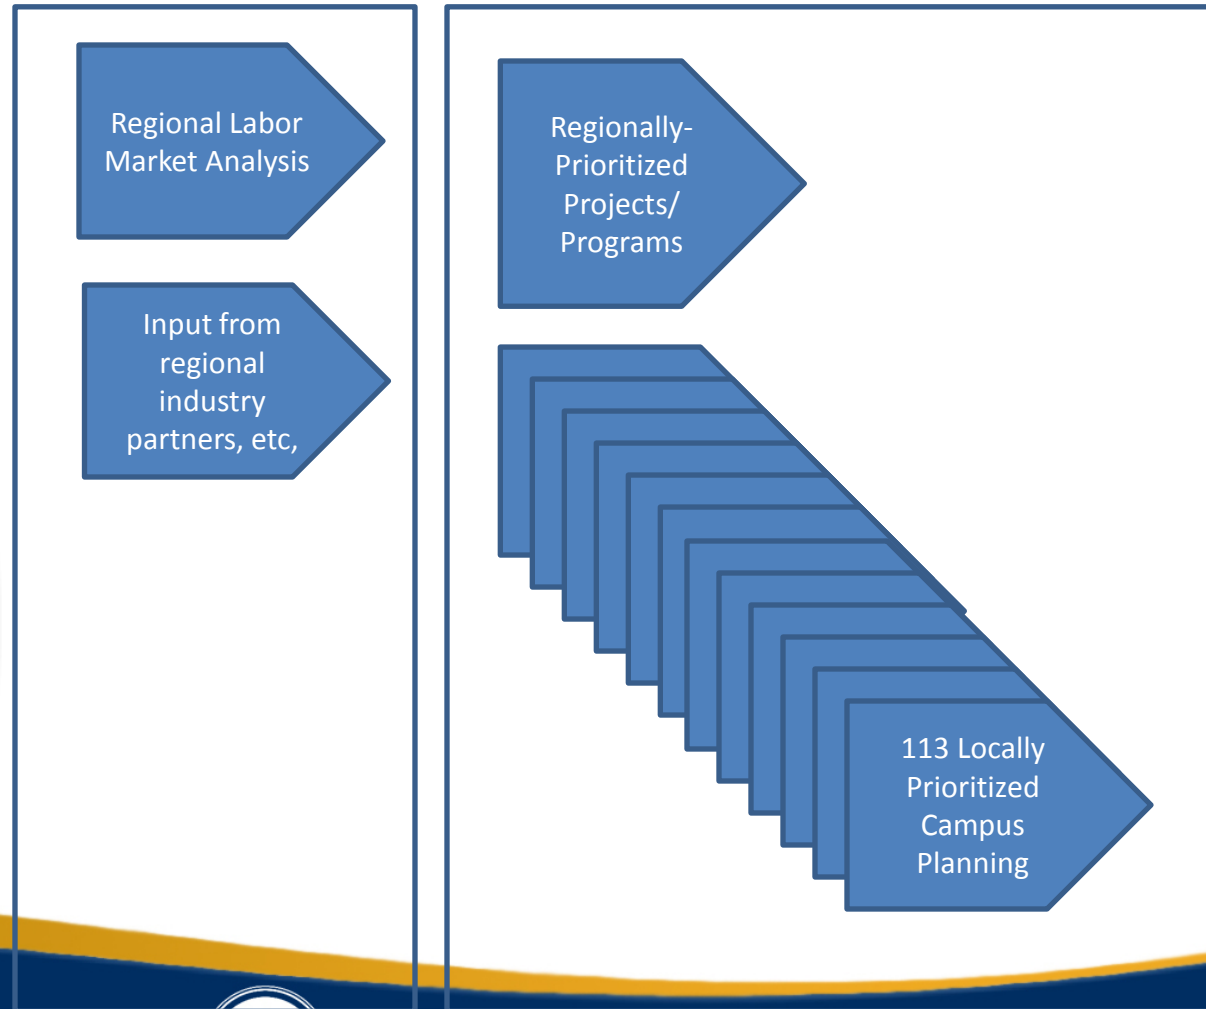 Regional Labor
Market Analysis
Input from
regional
industry
partners, etc,
Regionally-
Prioritized
Projects/
Programs
113 Locally
Prioritized
Campus
Planning